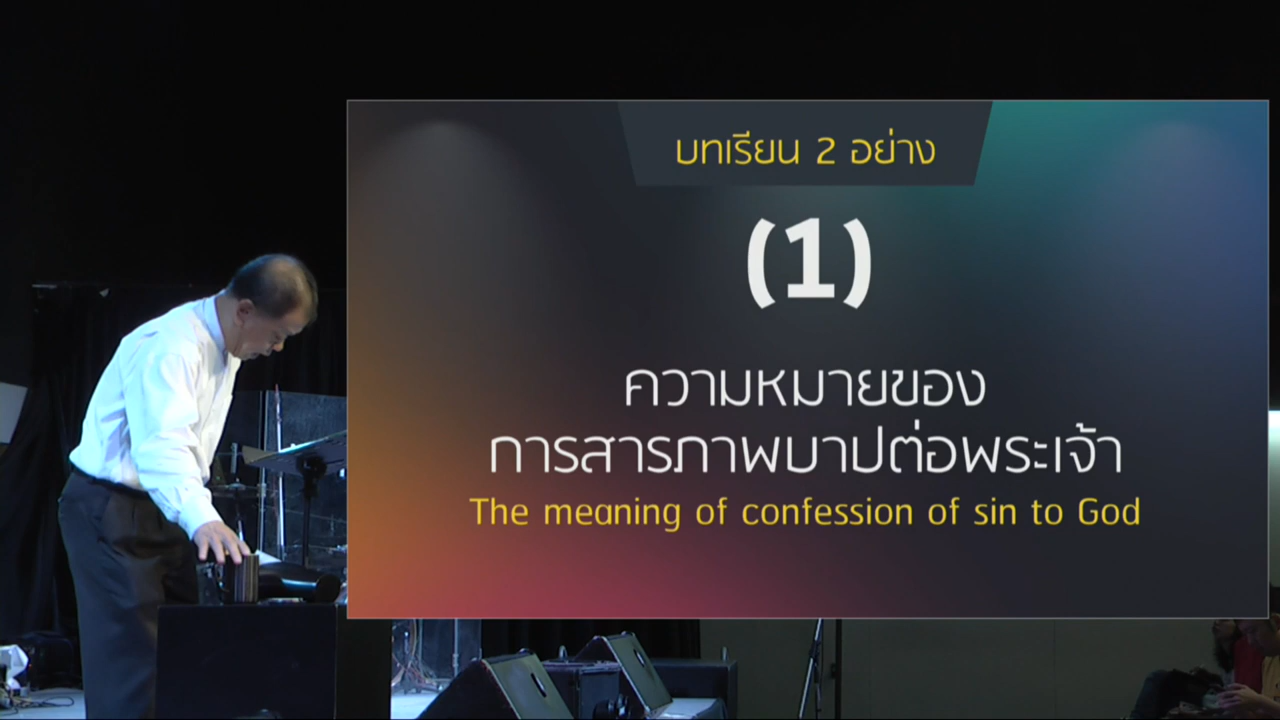 บทเรียน 2 อย่าง
(1)
ความหมายของ
การสารภาพบาปต่อพระเจ้า
The meaning of confession of sin to God